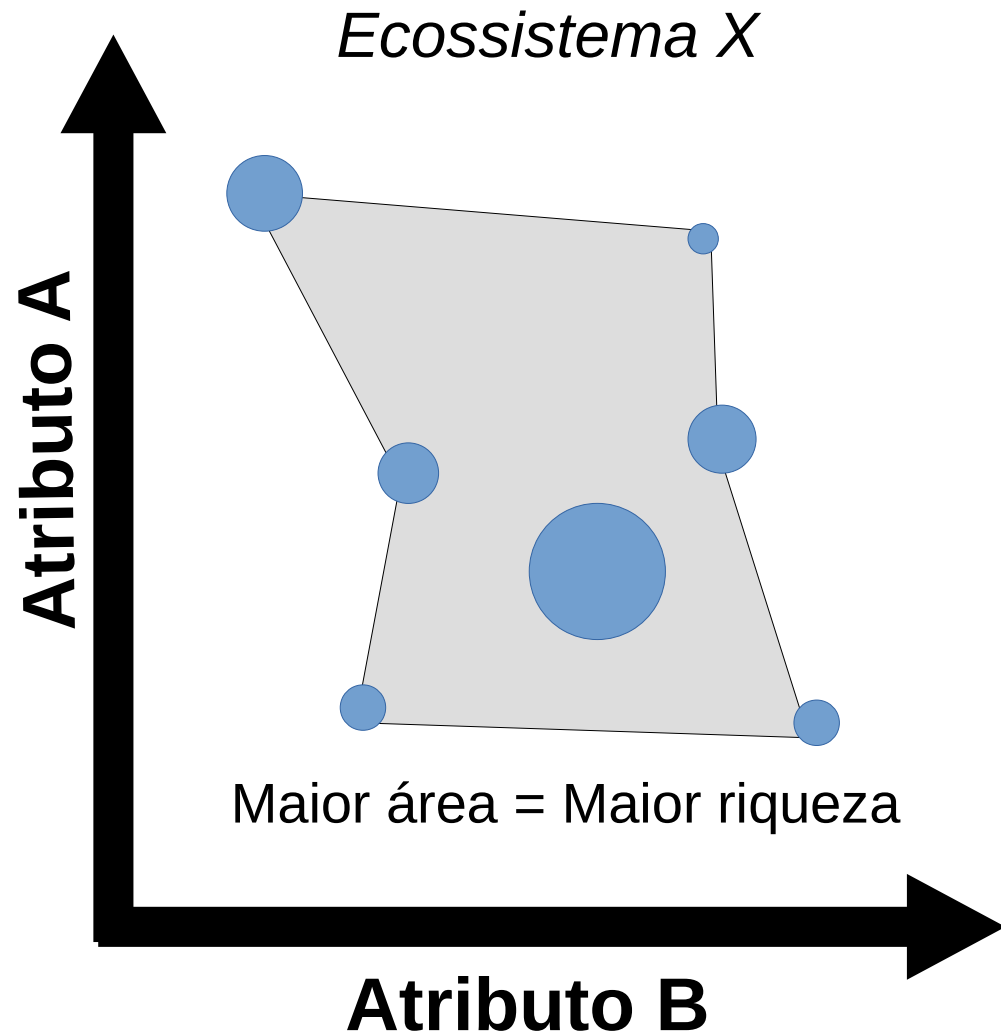 Ecossistema X
Atributo A
Maior área = Maior riqueza
Atributo B